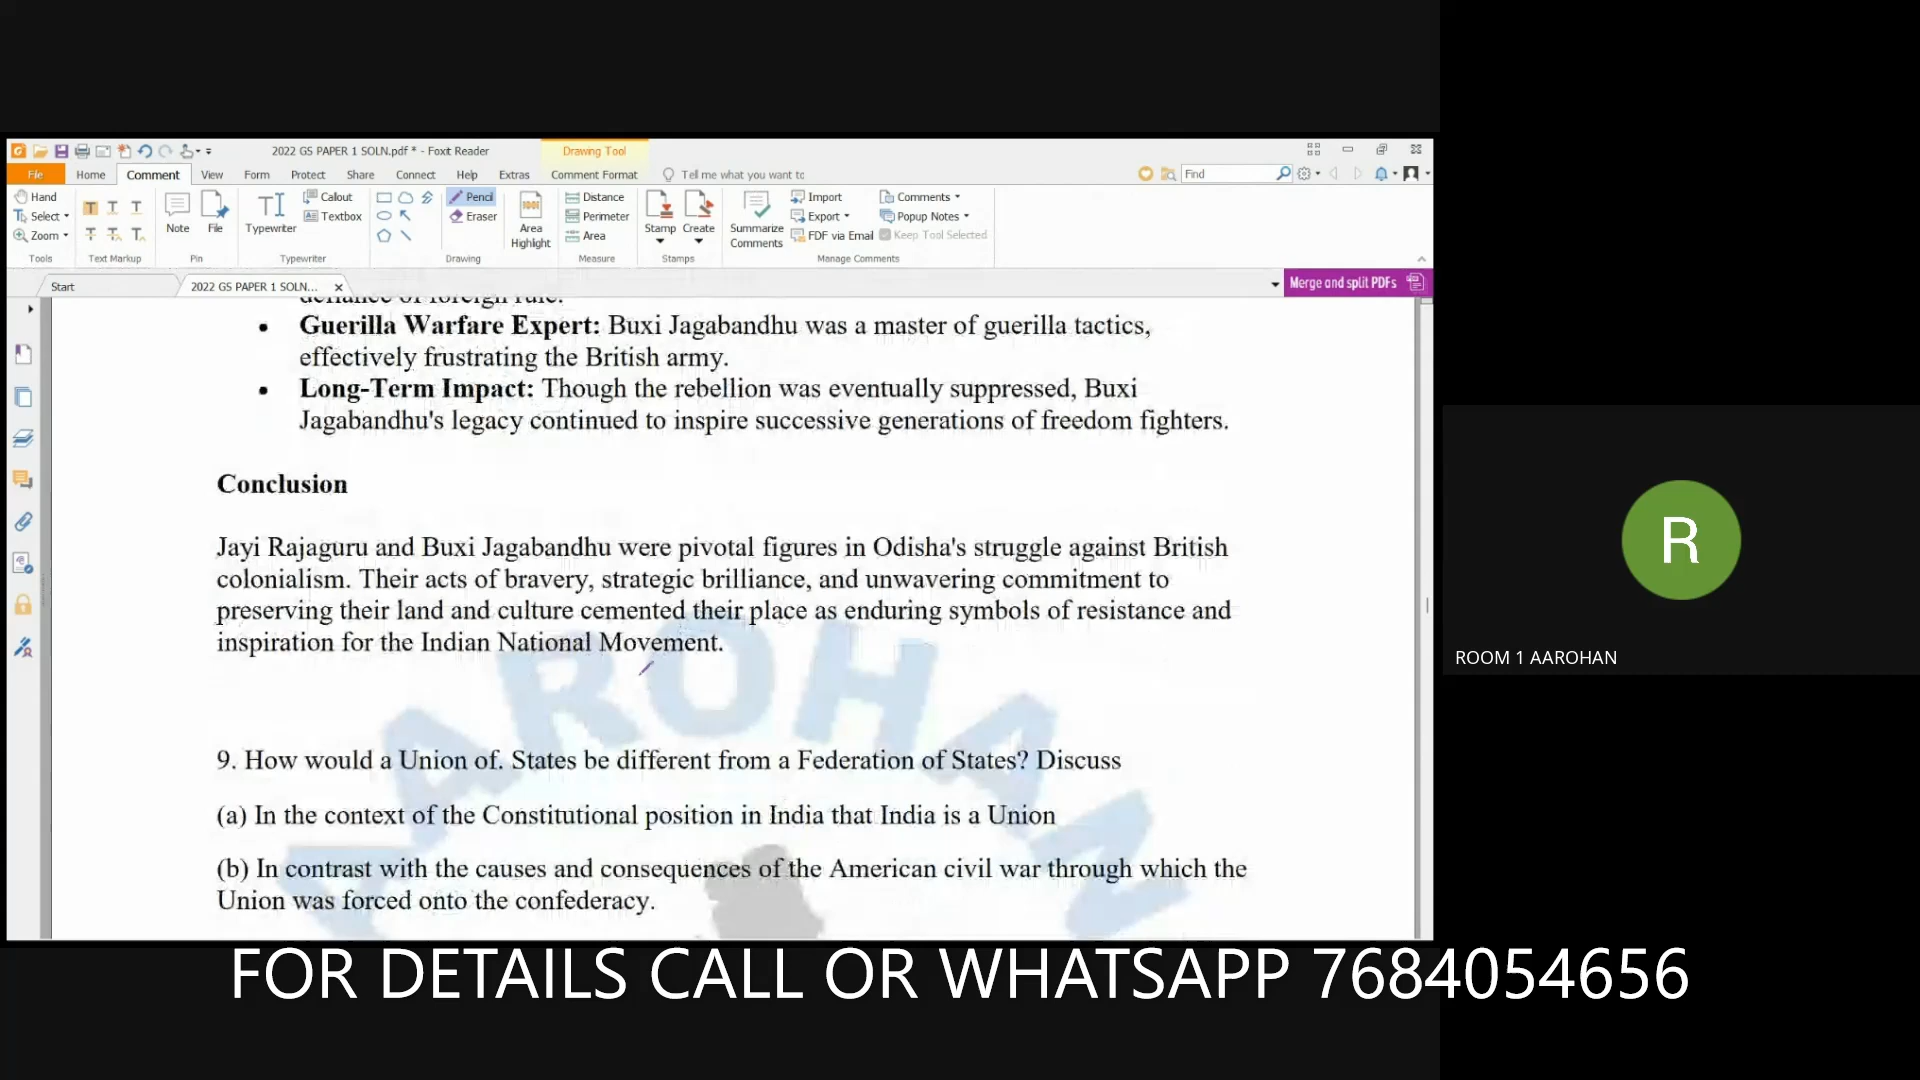 2022 GS PAPER 1 SOLN.pdf * - Foxit Reader
Drawing Tool
File
Home
Comment
View
Form
Protect
Share
Connect
Help
Extras
Comment Format
Tell me what you want to
Find
Hand
Select
Zoom
Tools
Text Markup
Note
File
Pin
Typewriter
Callout
Textbox
Typewriter
Pencil
Eraser
Drawing
Area
Highlight
Distance
Perimeter
Area
Measure
Stamp
Create
Stamps
Summarize
Comments
Import
Export
FDF via Email
Comments
Popup Notes
Keep Tool Selected
Manage Comments
Start
2022 GS PAPER 1 SOLN...
Merge and split PDFs
defiance of foreign rule.
• Guerilla Warfare Expert: Buxi Jagabandhu was a master of guerilla tactics,
effectively frustrating the British army.
• Long-Term Impact: Though the rebellion was eventually suppressed, Buxi
Jagabandhu's legacy continued to inspire successive generations of freedom fighters.
Conclusion
Jayi Rajaguru and Buxi Jagabandhu were pivotal figures in Odisha's struggle against British
colonialism. Their acts of bravery, strategic brilliance, and unwavering commitment to
preserving their land and culture cemented their place as enduring symbols of resistance and
inspiration for the Indian National Movement.
AAROHAN
9. How would a Union of. States be different from a Federation of States? Discuss
(a) In the context of the Constitutional position in India that India is a Union
(b) In contrast with the causes and consequences of the American civil war through which the
Union was forced onto the confederacy.
R
ROOM 1 AAROHAN
FOR DETAILS CALL OR WHATSAPP 7684054656